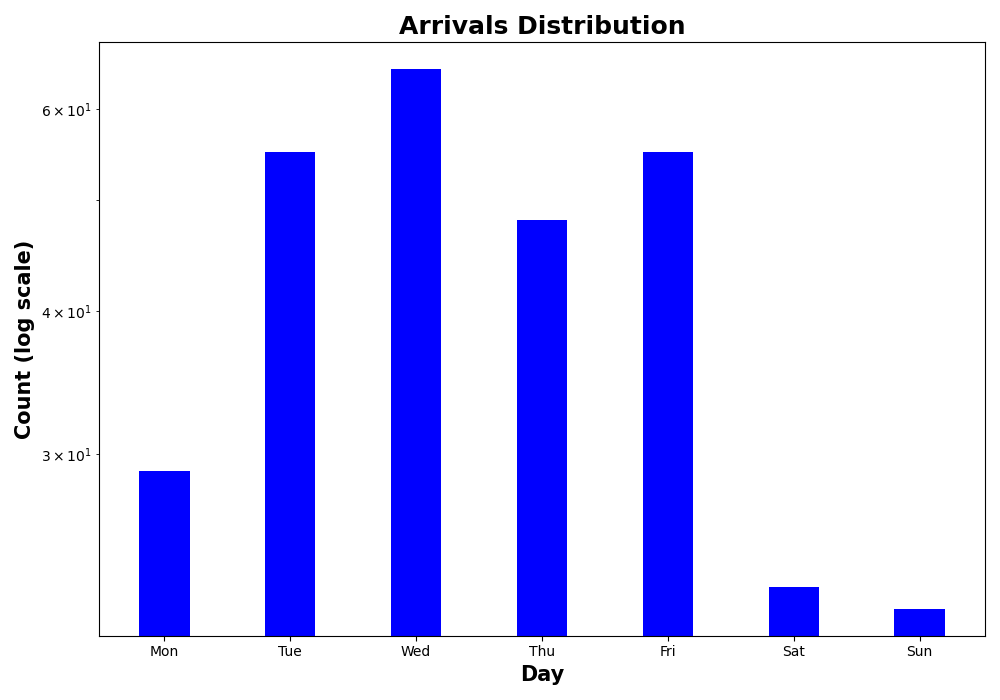 Arrivals Distribution
6 × 10¹
4 × 10¹
3 × 10¹
Count (log scale)
Mon Tue Wed Thu Fri Sat Sun
Day